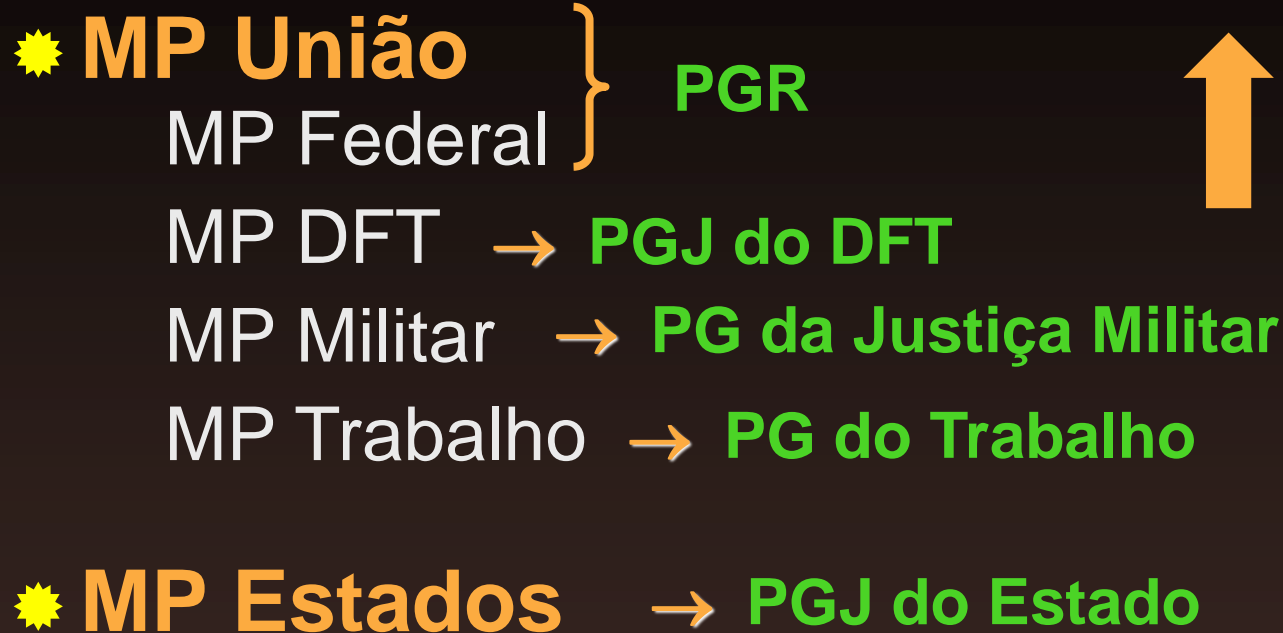 MP União
PGR
MP Federal
MP DFT → PGJ do DFT
MP Militar → PG da Justiça Militar
MP Trabalho → PG do Trabalho
MP Estados → PGJ do Estado